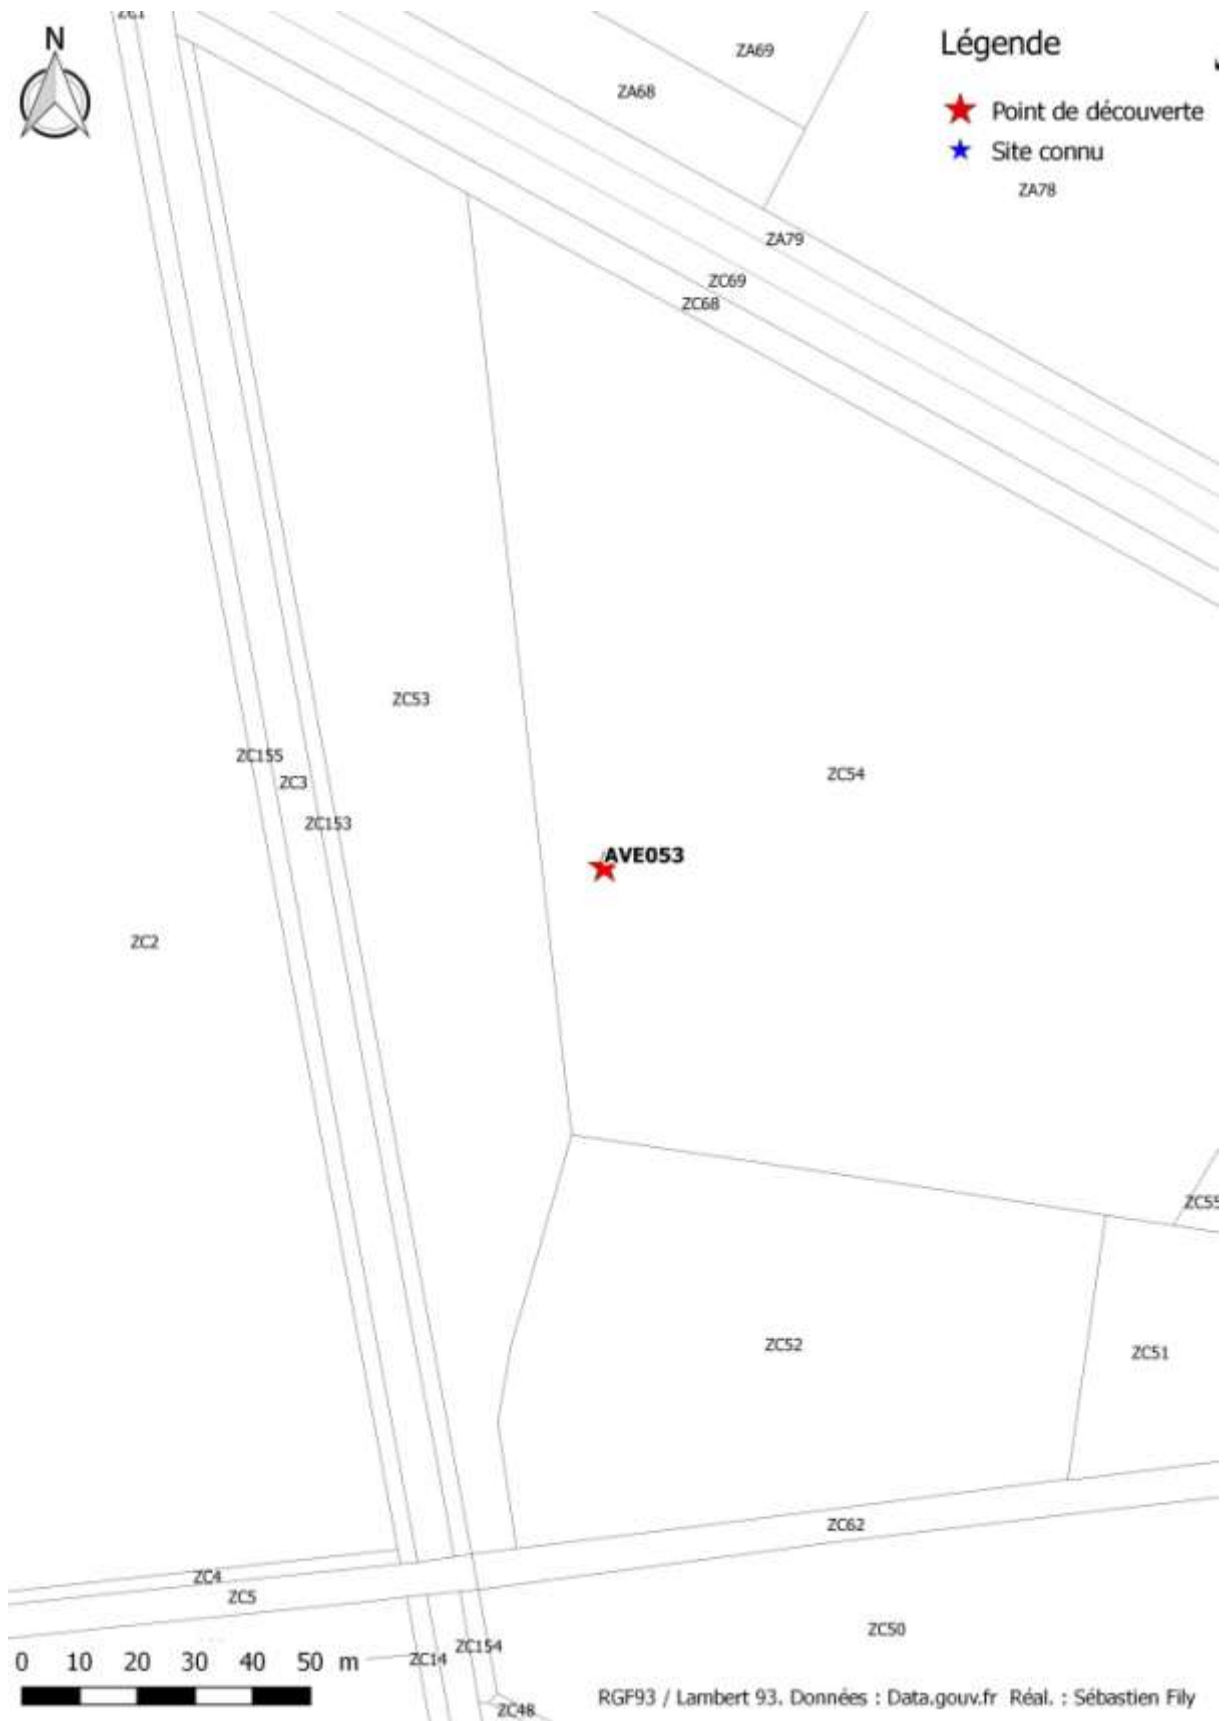 N
Légende
Point de découverte
Site connu
ZA69
ZA68
ZA78
ZA79
ZC69
ZC68
ZC53
ZC155
ZC3
ZC153
ZC54
AVE053
ZC2
ZC55
ZC52
ZC51
ZC62
ZC4
ZC5
ZC50
ZC154
ZC14
ZC48
0 10 20 30 40 50 m
RGF93 / Lambert 93. Données : Data.gouv.fr Réal. : Sébastien Fily